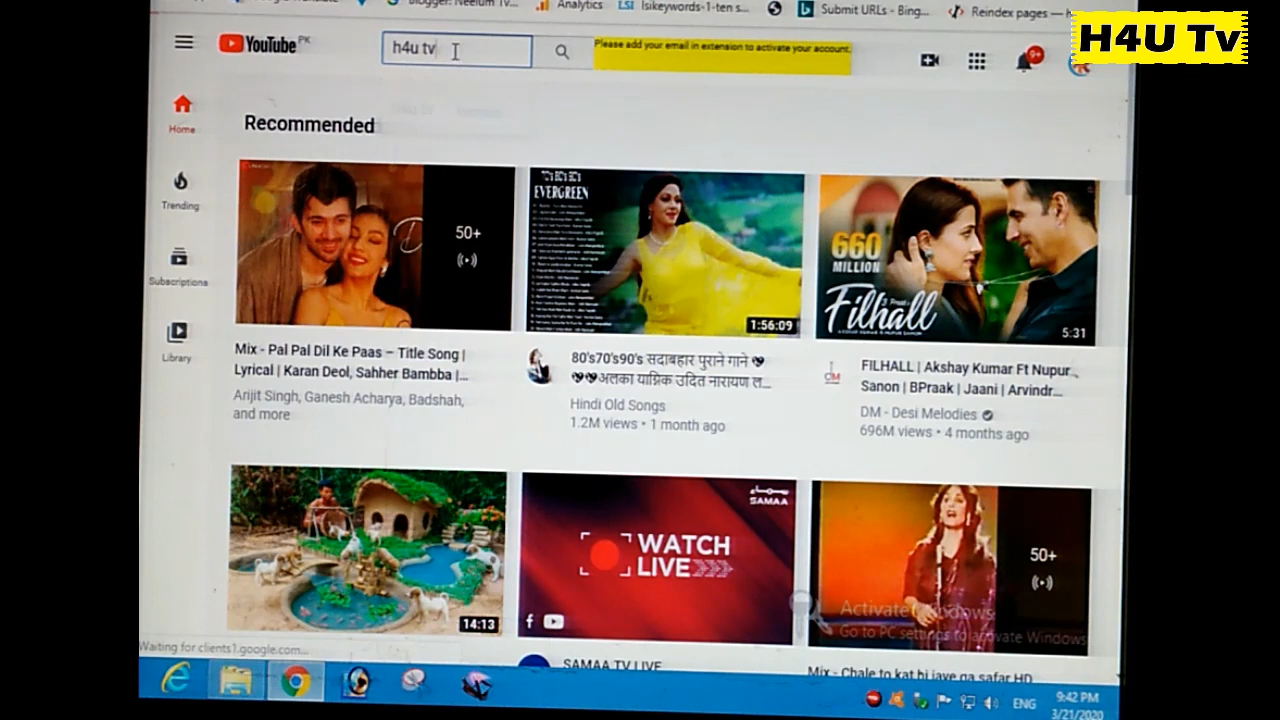 Analytics
LSI lsikeywords-1-ten s...
Submit URLs - Bing...
Reindex pages –
H4U Tv
YouTube PK
h4u tv
Please add your email in extension to activate your account.
9+
Home
Recommended
Trending
Subscriptions
Library
50+
EVERGREEN
1:56:09
660
MILLION
Filhall
5:31
Mix - Pal Pal Dil Ke Paas – Title Song |
Lyrical | Karan Deol, Sahher Bambba |...
Arijit Singh, Ganesh Acharya, Badshah,
and more
80's70's90's सदाबहार पुराने गाने
अलका याग्निक उदित नारायण ल...
Hindi Old Songs
1.2M views • 1 month ago
FILHALL | Akshay Kumar Ft Nupur
Sanon | BPraak | Jaani | Arvindr...
DM - Desi Melodies
696M views • 4 months ago
14:13
SAMAA
WATCH
LIVE
50+
Activate Windows
Go to PC settings to activate Windows
Waiting for clients1.google.com...
SAMAA TV LIVE
Mix - Chale to kat hi jaye ga safar HD
ENG
9:42 PM
3/21/2020